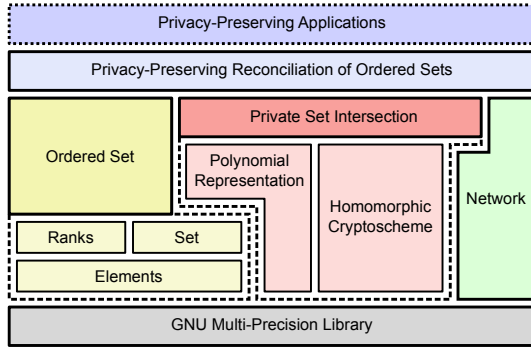 Privacy-Preserving Applications
Privacy-Preserving Reconciliation of Ordered Sets
Ordered Set
Private Set Intersection
Polynomial
Representation
Homomorphic
Cryptoscheme
Network
Ranks
Set
Elements
GNU Multi-Precision Library